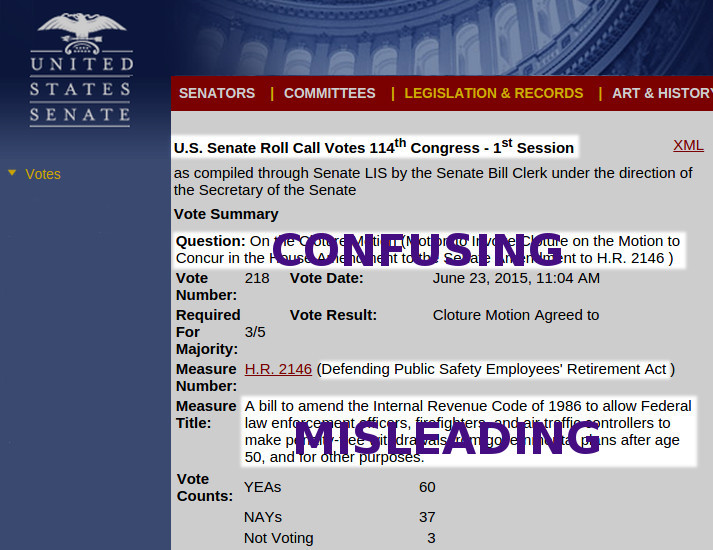 UNITED
STATES
SENATE
SENATORS | COMMITTEES | LEGISLATION & RECORDS | ART & HISTORY
Votes
U.S. Senate Roll Call Votes 114th Congress - 1st Session XML
as compiled through Senate LIS by the Senate Bill Clerk under the direction of
the Secretary of the Senate
Vote Summary
Question: On the Cloture Motion (Motion to Invoke Cloture on the Motion to
CONFUSING
Concur in the House Amendment to the Senate Amendment to H.R. 2146 )
Vote Number: 218 Vote Date: June 23, 2015, 11:04 AM
Required For Majority: 3/5 Vote Result: Cloture Motion Agreed to
Measure Number: H.R. 2146 (Defending Public Safety Employees' Retirement Act )
Measure Title: A bill to amend the Internal Revenue Code of 1986 to allow Federal
law enforcement officers, firefighters, and air traffic controllers to
MISLEADING
make penalty-free withdrawals from governmental plans after age
50, and for other purposes.
Vote Counts: YEAs 60
NAYs 37
Not Voting 3